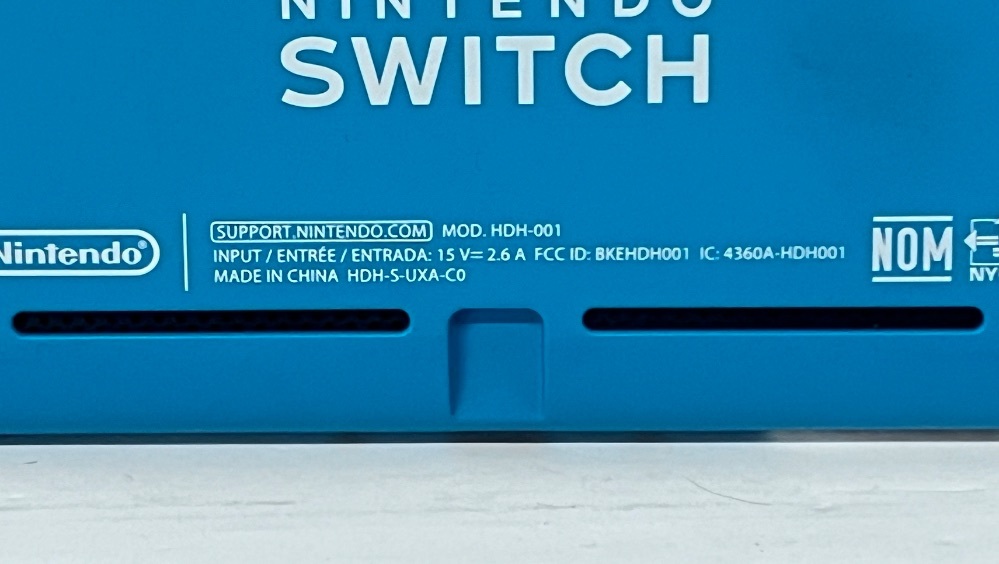 NINTENDO
SWITCH
Nintendo®
SUPPORT.NINTENDO.COM MOD. HDH-001
INPUT / ENTRÉE / ENTRADA: 15 V⎓ 2.6 A FCC ID: BKEHDH001 IC: 4360A-HDH001
MADE IN CHINA HDH-S-UXA-C0
NOM
NY